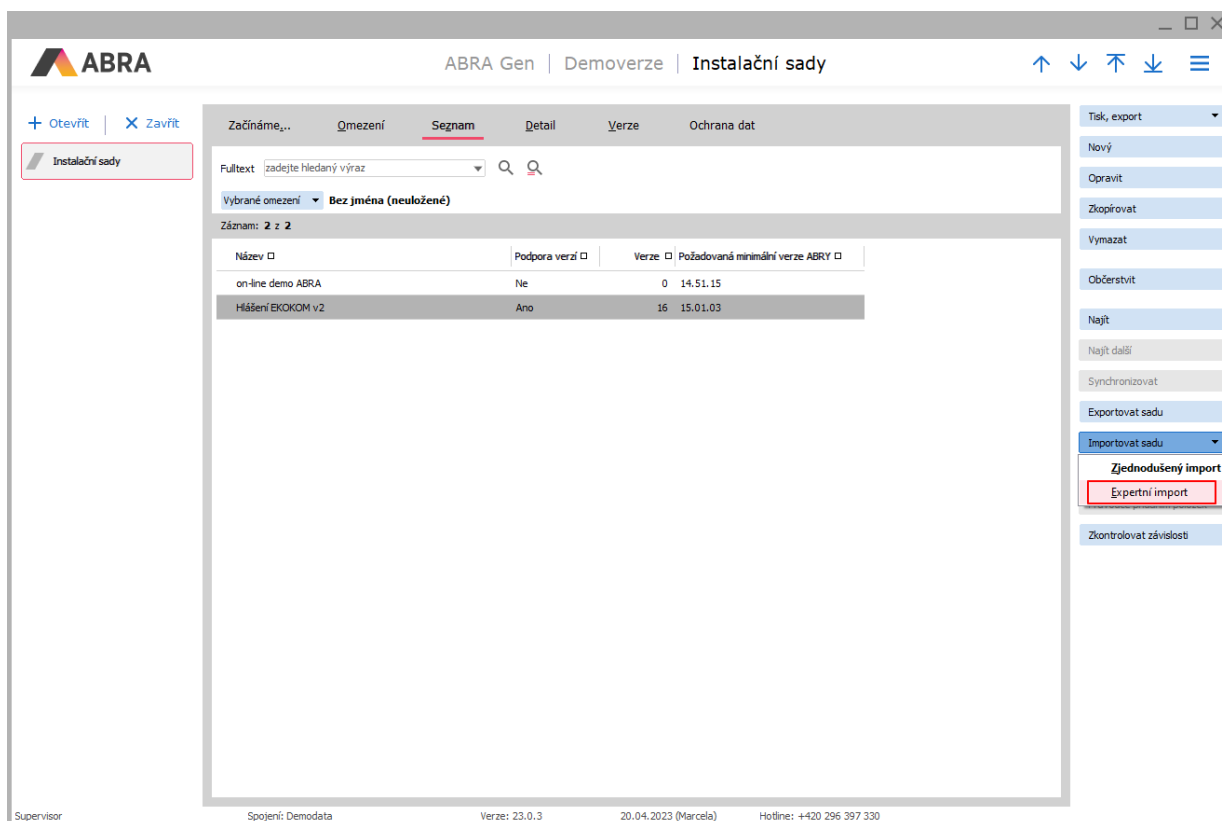 ABRA
ABRA Gen | Demoverze | Instalační sady
+ Otevřít | X Zavřít
Instalační sady
Začínáme,.. Omezení Seznam Detail Verze Ochrana dat
Fulltext zadejte hledaný výraz
Vybrané omezení Bez jména (neuložené)
Záznam: 2 z 2
Název Podpora verzí Verze Požadovaná minimální verze ABRY
on-line demo ABRA Ne 0 14.51.15
Hlášení EKOKOM v2 Ano 16 15.01.03
Tisk, export
Nový
Opravit
Zkopírovat
Vymazat
Občerstvit
Najít
Najít další
Synchronizovat
Exportovat sadu
Importovat sadu
Zjednodušený import
Expertní import
Zkontrolovat závislosti
Supervisor Spojení: Demodata Verze: 23.0.3 20.04.2023 (Marcela) Hotline: +420 296 397 330